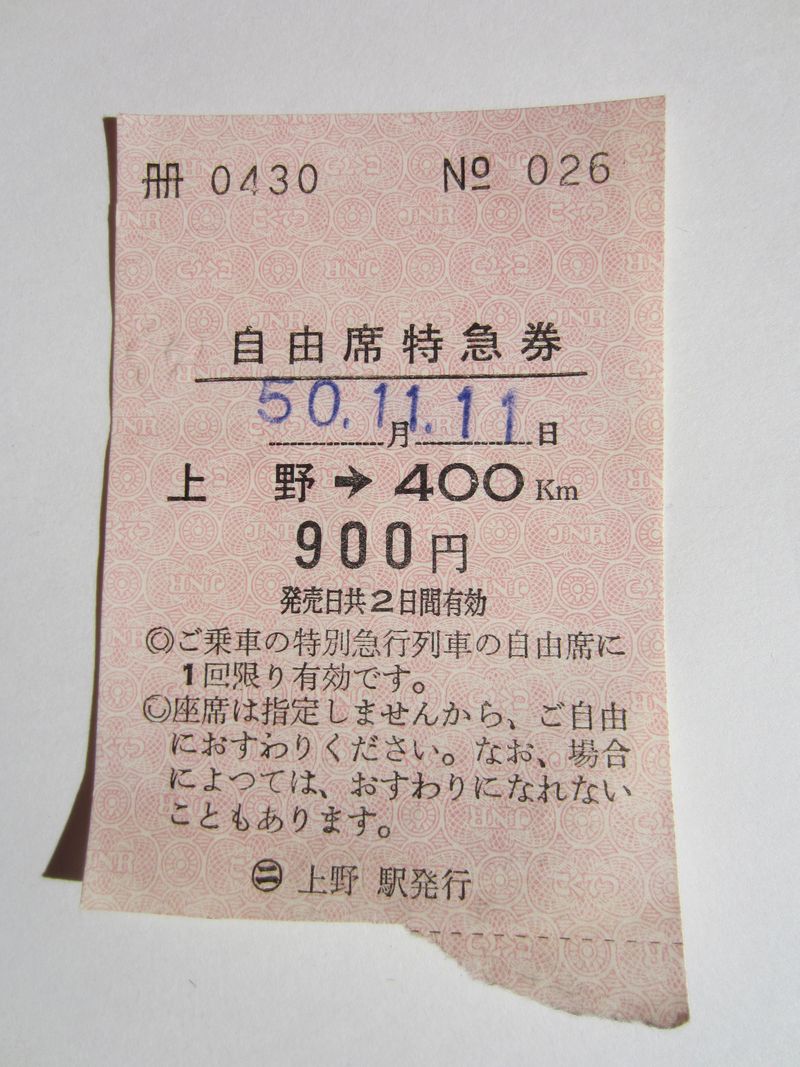 冊 0430 № 026
自由席特急券
50.11.11
月 日
上野→400Km
900円
発売日共2日間有効
◎ご乗車の特別急行列車の自由席に
1回限り有効です。
◎座席は指定しませんから、ご自由
におすわりください。なお、場合
によつては、おすわりになれない
こともあります。
㊁上野 駅発行